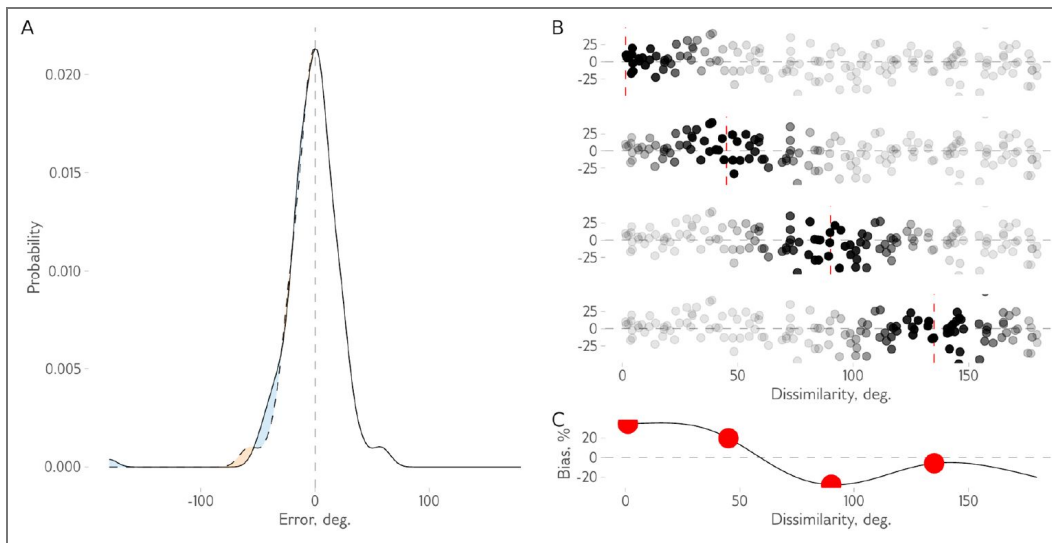 A
0.020
0.015
0.010
0.005
0.000
Probability
-100 0 100
Error, deg.
B
25
0
-25
25
0
-25
25
0
-25
25
0
-25
0 50 100 150
Dissimilarity, deg.
C
20
0
-20
Bias, %
0 50 100 150
Dissimilarity, deg.